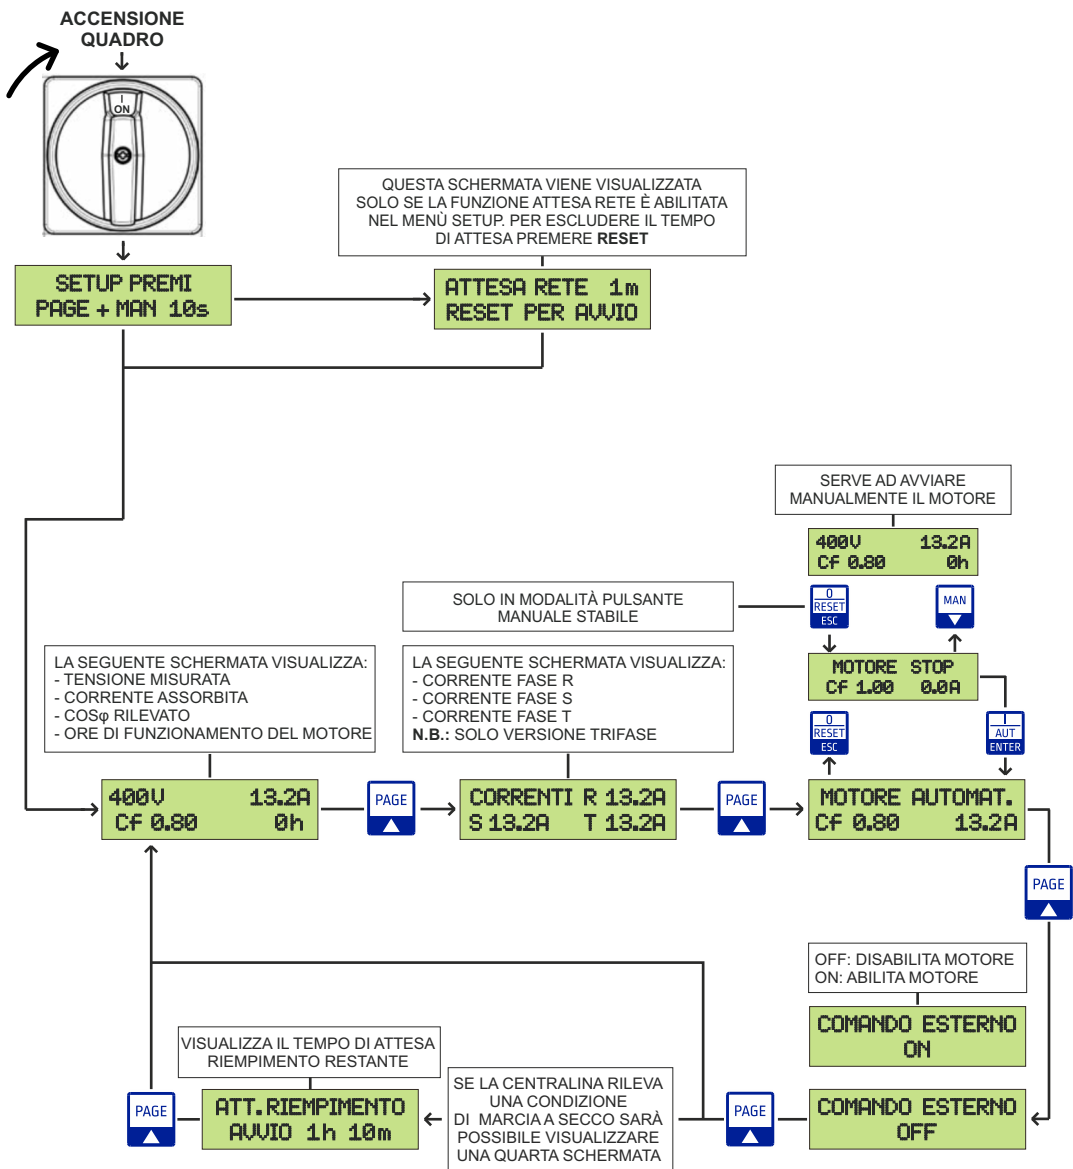 ACCENSIONE
QUADRO
I
ON
QUESTA SCHERMATA VIENE VISUALIZZATA
SOLO SE LA FUNZIONE ATTESA RETE È ABILITATA
NEL MENÙ SETUP. PER ESCLUDERE IL TEMPO
DI ATTESA PREMERE RESET
SETUP PREMI
PAGE + MAN 10s
ATTESA RETE 1m
RESET PER AVVIO
SERVE AD AVVIARE
MANUALMENTE IL MOTORE
400V 13.2A
Cf 0.80 0h
SOLO IN MODALITÀ PULSANTE
MANUALE STABILE
0
RESET
ESC
MAN
MOTORE STOP
Cf 1.00 0.0A
LA SEGUENTE SCHERMATA VISUALIZZA:
- TENSIONE MISURATA
- CORRENTE ASSORBITA
- COSφ RILEVATO
- ORE DI FUNZIONAMENTO DEL MOTORE
LA SEGUENTE SCHERMATA VISUALIZZA:
- CORRENTE FASE R
- CORRENTE FASE S
- CORRENTE FASE T
N.B.: SOLO VERSIONE TRIFASE
0
RESET
ESC
I
AUT
ENTER
400V 13.2A
Cf 0.80 0h
PAGE
CORRENTI R 13.2A
S 13.2A T 13.2A
PAGE
MOTORE AUTOMAT.
Cf 0.80 13.2A
PAGE
OFF: DISABILITA MOTORE
ON: ABILITA MOTORE
COMANDO ESTERNO
ON
VISUALIZZA IL TEMPO DI ATTESA
RIEMPIMENTO RESTANTE
PAGE
ATT.RIEMPIMENTO
AVVIO 1h 10m
SE LA CENTRALINA RILEVA
UNA CONDIZIONE
DI MARCIA A SECCO SARÀ
POSSIBILE VISUALIZZARE
UNA QUARTA SCHERMATA
PAGE
COMANDO ESTERNO
OFF